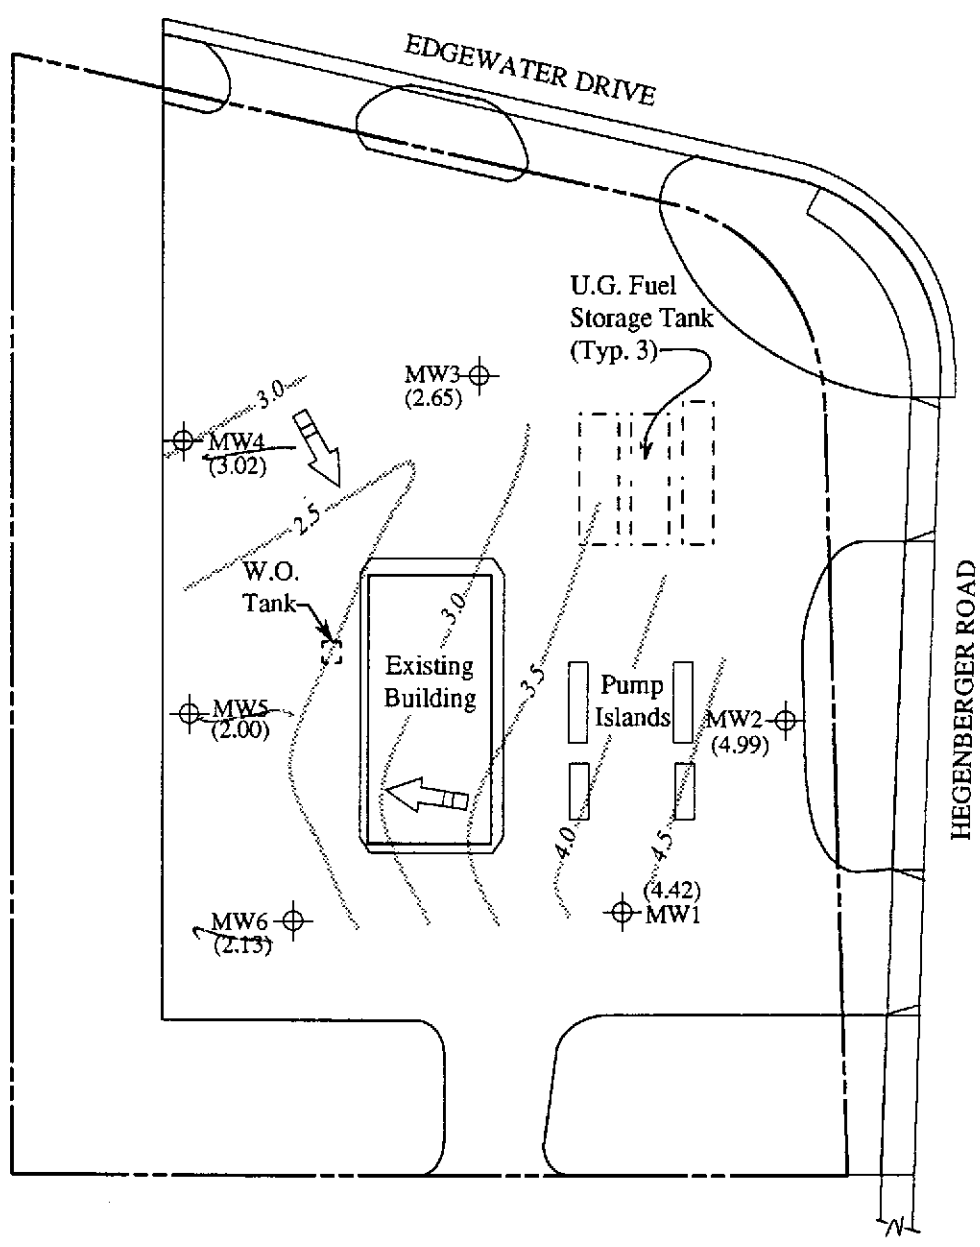 EDGEWATER DRIVE
U.G. Fuel
Storage Tank
(Typ. 3)
MW3
(2.65)
3.0
MW4
(3.02)
2.5
W.O.
Tank
3.0
Existing
Building
3.5
Pump
Islands
MW5
(2.00)
MW2
(4.99)
HEGENBERGER ROAD
4.0
4.5
(4.42)
MW1
MW6
(2.13)